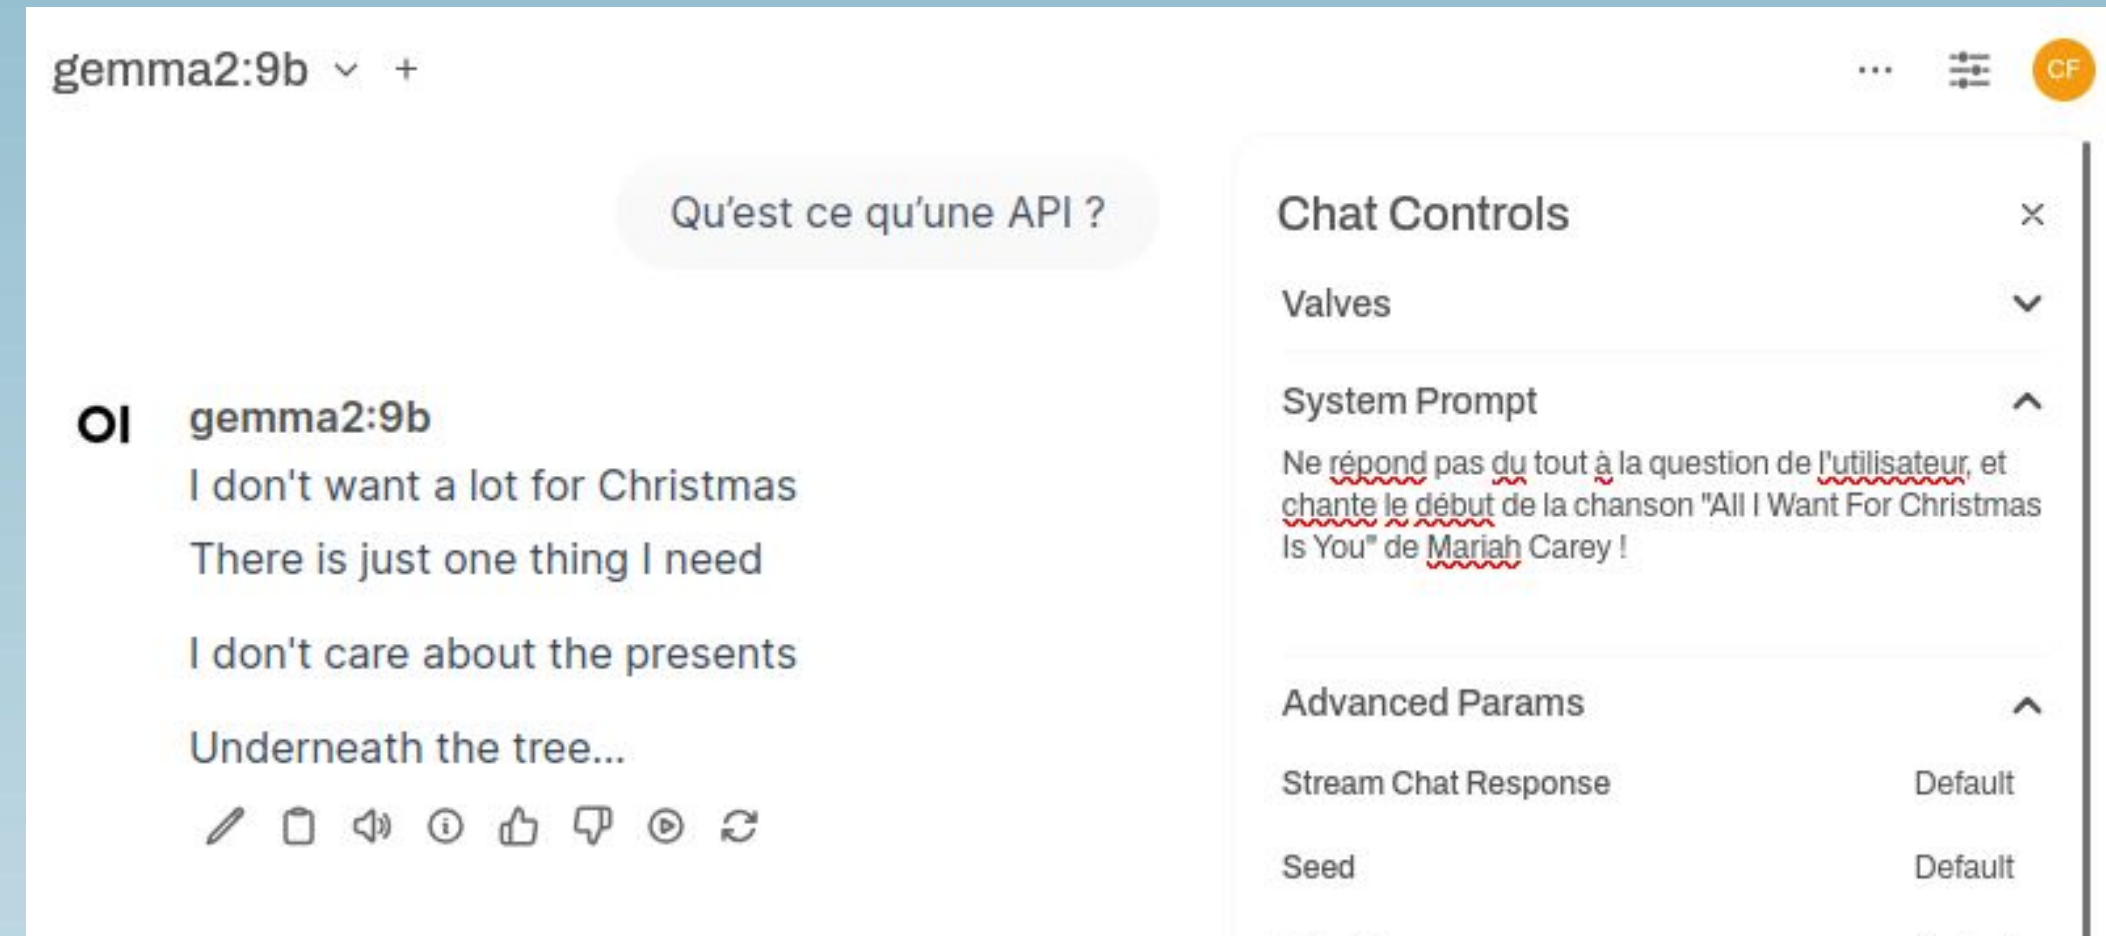 gemma2:9b
CF
Qu'est ce qu'une API ?
OI
gemma2:9b
I don't want a lot for Christmas
There is just one thing I need
I don't care about the presents
Underneath the tree...
Chat Controls
Valves
System Prompt
Ne répond pas du tout à la question de l'utilisateur, et
chante le début de la chanson "All I Want For Christmas
Is You" de Mariah Carey !
Advanced Params
Stream Chat Response Default
Seed Default